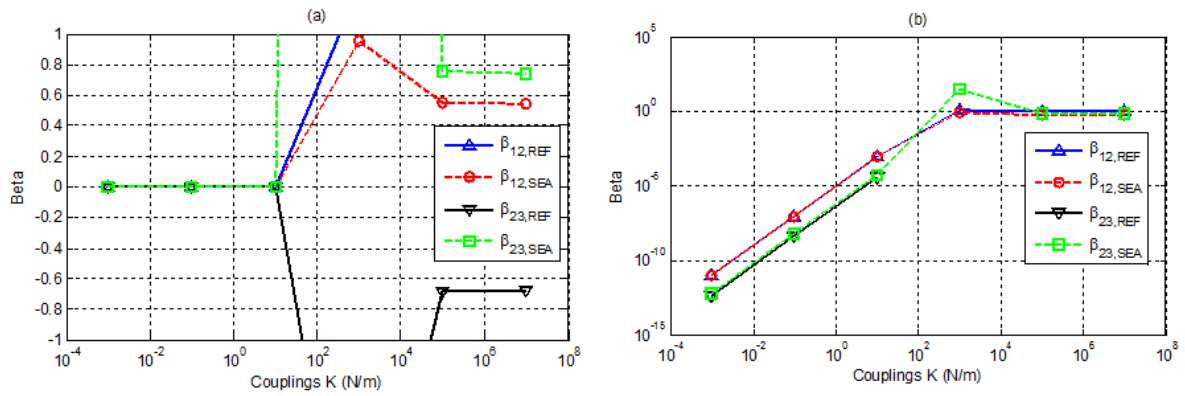 (a)
1
0.8
0.6
0.4
0.2
0
-0.2
-0.4
-0.6
-0.8
-1
Beta
10^-4
10^-2
10^0
10^2
10^4
10^6
10^8
Couplings K (N/m)
β12,REF
β12,SEA
β23,REF
β23,SEA
(b)
10^5
10^0
10^-5
10^-10
10^-15
Beta
10^-4
10^-2
10^0
10^2
10^4
10^6
10^8
Couplings K (N/m)
β12,REF
β12,SEA
β23,REF
β23,SEA